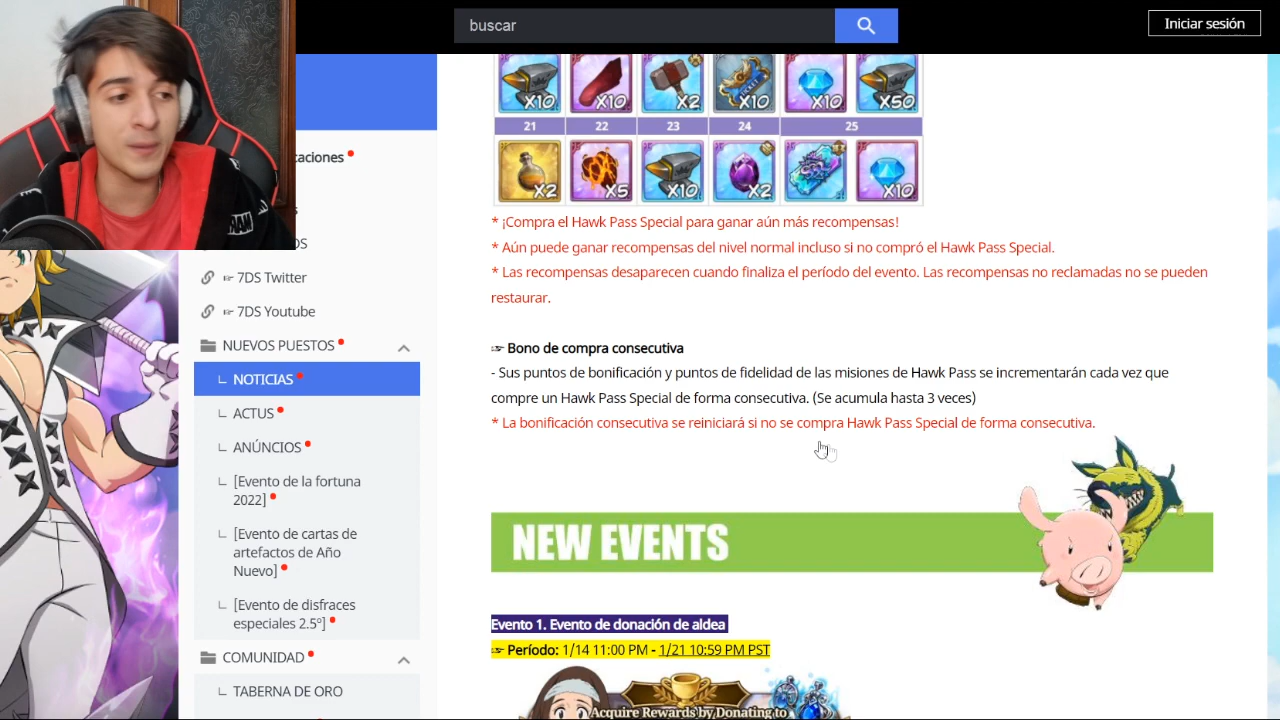 buscar
Iniciar sesión
X10 X10 X2 X10 X10 X50
21 22 23 24 25
X2 X5 X10 X2 X10
* ¡Compra el Hawk Pass Special para ganar aún más recompensas!
* Aún puede ganar recompensas del nivel normal incluso si no compró el Hawk Pass Special.
* Las recompensas desaparecen cuando finaliza el período del evento. Las recompensas no reclamadas no se pueden
restaurar.
☞ Bono de compra consecutiva
- Sus puntos de bonificación y puntos de fidelidad de las misiones de Hawk Pass se incrementarán cada vez que
compre un Hawk Pass Special de forma consecutiva. (Se acumula hasta 3 veces)
* La bonificación consecutiva se reiniciará si no se compra Hawk Pass Special de forma consecutiva.
NEW EVENTS
Evento 1. Evento de donación de aldea
☞ Período: 1/14 11:00 PM - 1/21 10:59 PM PST
Acquire Rewards by Donating to
☞ 7DS Twitter
☞ 7DS Youtube
NUEVOS PUESTOS
NOTICIAS
ACTUS
ANÚNCIOS
[Evento de la fortuna
2022]
[Evento de cartas de
artefactos de Año
Nuevo]
[Evento de disfraces
especiales 2.5º]
COMUNIDAD
TABERNA DE ORO